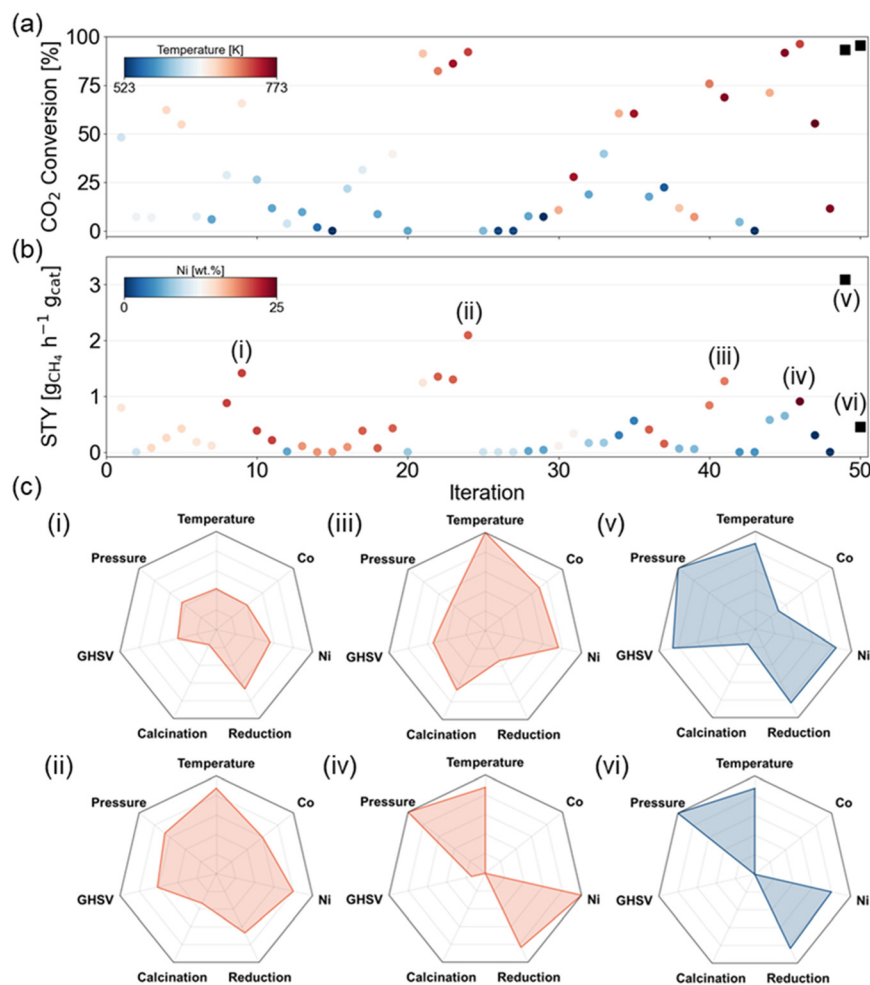 (a)
100
75
50
25
0
CO₂ Conversion [%]
Temperature [K]
523 773
(b)
3
2
1
0
STY [gCH₄ h⁻¹ gcat]
Ni [wt.%]
0 25
(i)
(ii)
(iii)
(iv)
(v)
(vi)
0 10 20 30 40 50
Iteration
(c)
(i)
Temperature
Co
Ni
Reduction
Calcination
GHSV
Pressure
(iii)
Temperature
Co
Ni
Reduction
Calcination
GHSV
Pressure
(v)
Temperature
Co
Ni
Reduction
Calcination
GHSV
Pressure
(ii)
Temperature
Co
Ni
Reduction
Calcination
GHSV
Pressure
(iv)
Temperature
Co
Ni
Reduction
Calcination
GHSV
Pressure
(vi)
Temperature
Co
Ni
Reduction
Calcination
GHSV
Pressure